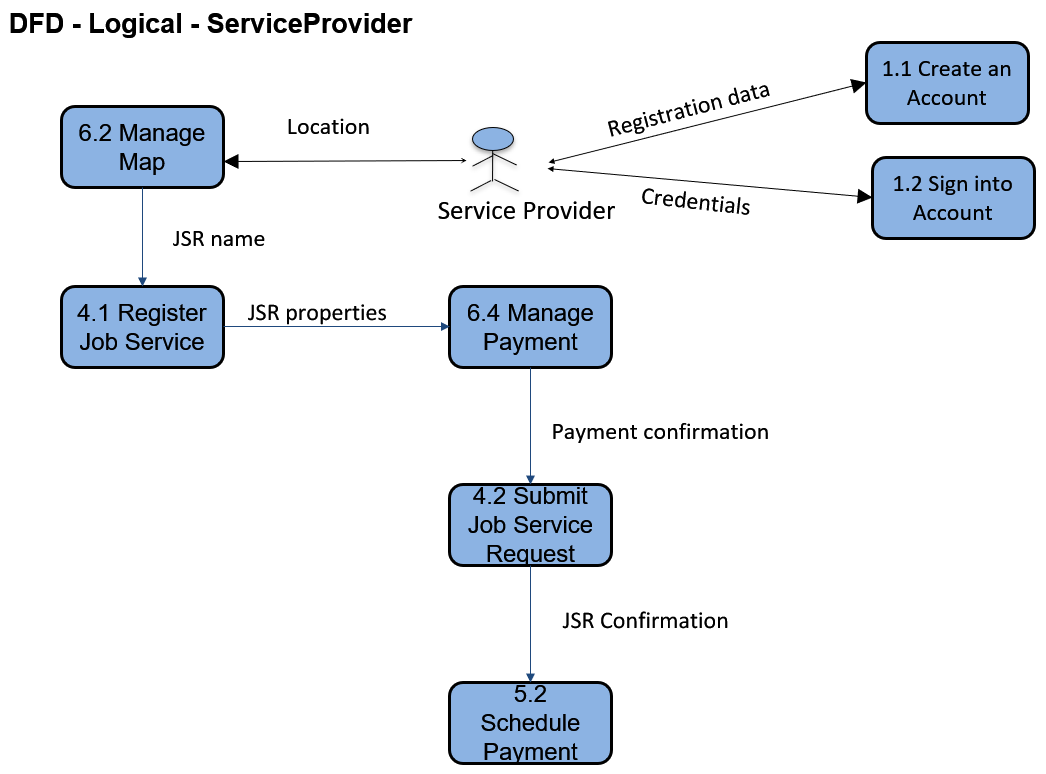 DFD - Logical - ServiceProvider
1.1 Create an
Account
Registration data
6.2 Manage
Map
Location
1.2 Sign into
Account
Credentials
Service Provider
JSR name
4.1 Register
Job Service
JSR properties
6.4 Manage
Payment
Payment confirmation
4.2 Submit
Job Service
Request
JSR Confirmation
5.2
Schedule
Payment